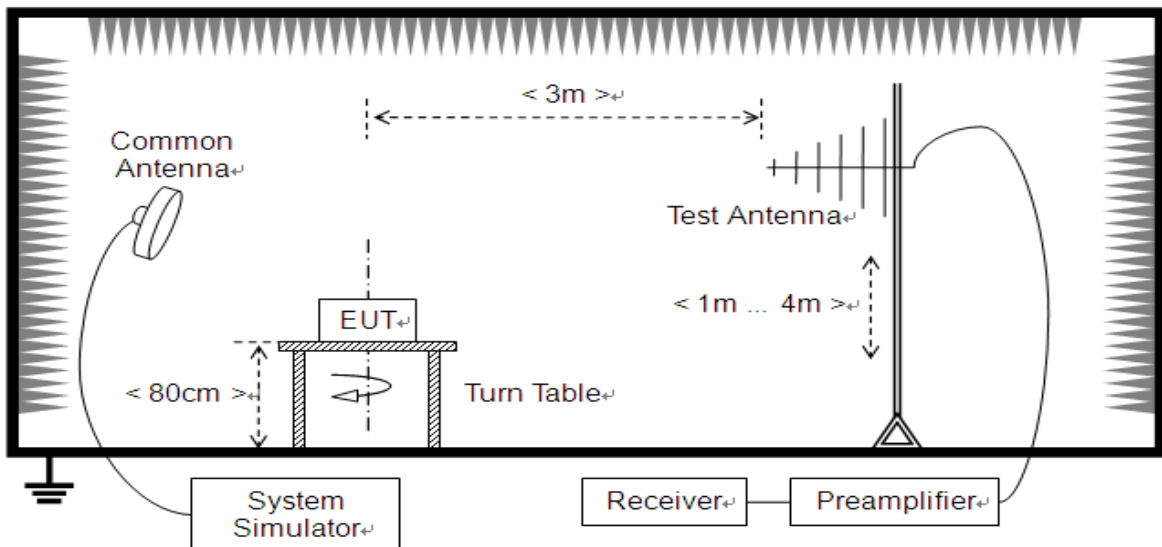 < 3m >↵
Common
Antenna↵
Test Antenna↵
< 1m ... 4m >↵
EUT↵
< 80cm >↵
Turn Table↵
System
Simulator↵
Receiver↵
Preamplifier↵